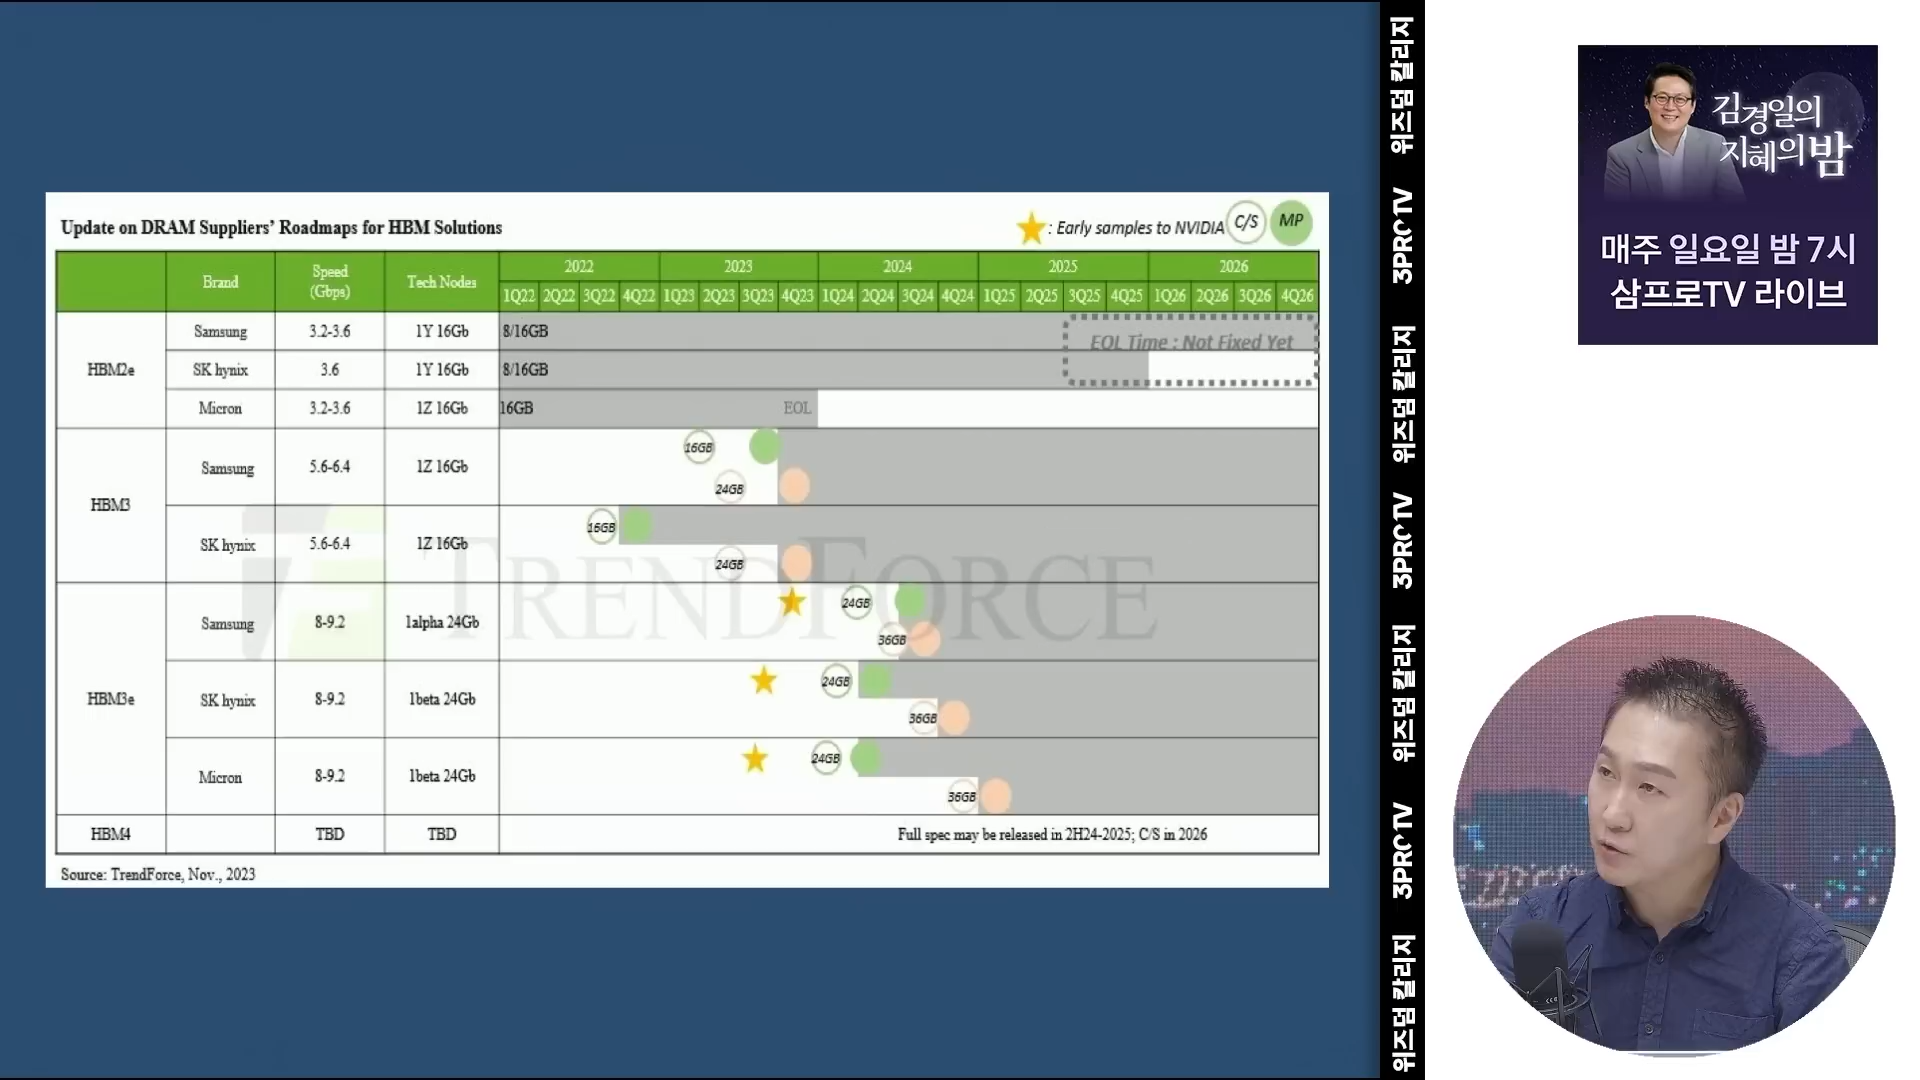 Update on DRAM Suppliers' Roadmaps for HBM Solutions
: Early samples to NVIDIA C/S MP
Brand Speed (Gbps) Tech Nodes 2022 2023 2024 2025 2026
1Q22 2Q22 3Q22 4Q22 1Q23 2Q23 3Q23 4Q23 1Q24 2Q24 3Q24 4Q24 1Q25 2Q25 3Q25 4Q25 1Q26 2Q26 3Q26 4Q26
HBM2e
Samsung 3.2-3.6 1Y 16Gb 8/16GB
EOL Time : Not Fixed Yet
SK hynix 3.6 1Y 16Gb 8/16GB
Micron 3.2-3.6 1Z 16Gb 16GB EOL
HBM3
Samsung 5.6-6.4 1Z 16Gb 16GB
24GB
SK hynix 5.6-6.4 1Z 16Gb 16GB
24GB
TRENDFORCE
HBM3e
Samsung 8-9.2 1alpha 24Gb 24GB
36GB
SK hynix 8-9.2 1beta 24Gb 24GB
36GB
Micron 8-9.2 1beta 24Gb 24GB
36GB
HBM4 TBD TBD Full spec may be released in 2H24-2025; C/S in 2026
Source: TrendForce, Nov., 2023
위즈덤 칼리지
3PROTV
위즈덤 칼리지
3PROTV
위즈덤 칼리지
3PROTV
위즈덤 칼리지
김경일의
지혜의 밤
매주 일요일 밤 7시
삼프로TV 라이브